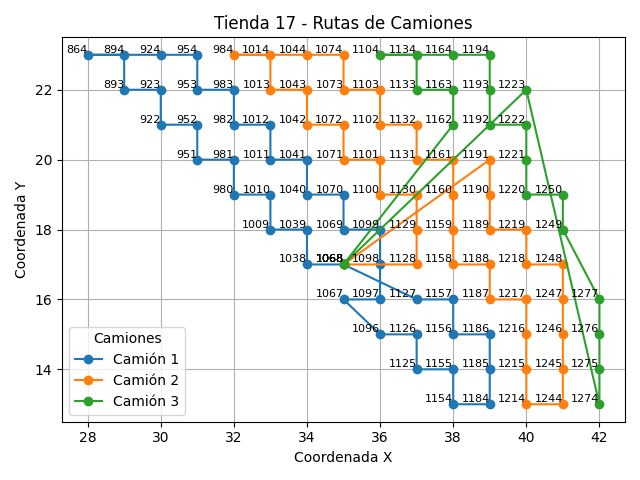 Tienda 17 - Rutas de Camiones
864 894 924 954 984 1014 1044 1074 1104 1134 1164 1194
22 893 923 953 983 1013 1043 1073 1103 1133 1163 1193 1223
922 952 982 1012 1042 1072 1102 1132 1162 1192 1222
20 951 981 1011 1041 1071 1101 1131 1161 1191 1221
980 1010 1040 1070 1100 1130 1160 1190 1220 1250
18 1009 1039 1069 1099 1129 1159 1189 1219 1249
1038 1068 1098 1128 1158 1188 1218 1248
16 1067 1097 1127 1157 1187 1217 1247 1277
1096 1126 1156 1186 1216 1246 1276
14 1125 1155 1185 1215 1245 1275
1154 1184 1214 1244 1274
Coordenada Y
Camiones
Camión 1
Camión 2
Camión 3
28 30 32 34 36 38 40 42
Coordenada X